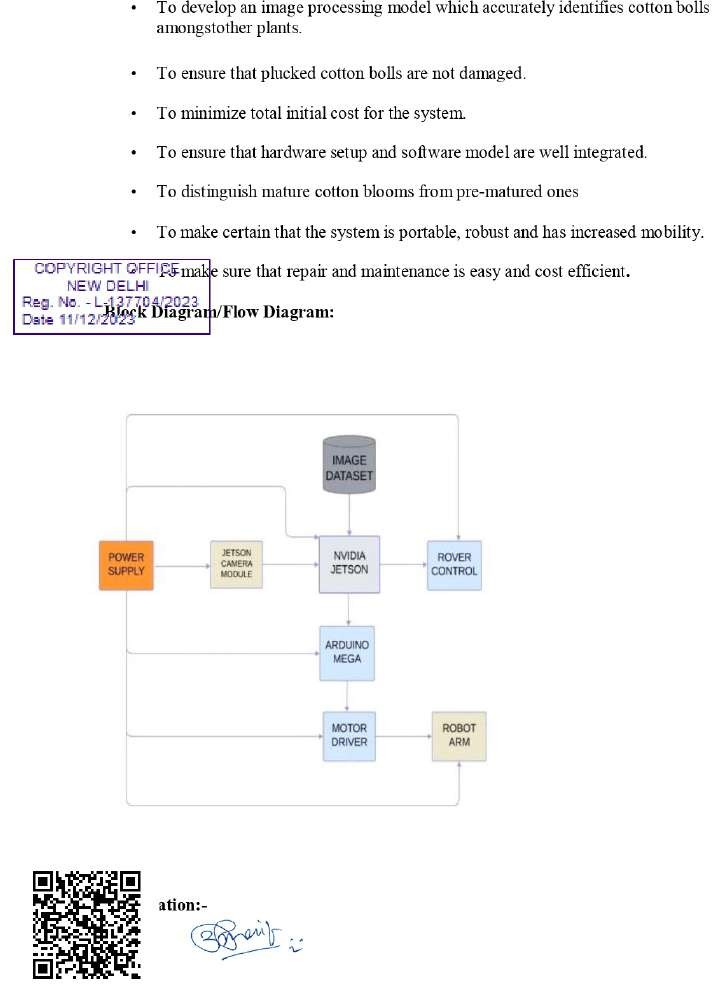 • To develop an image processing model which accurately identifies cotton bolls
amongstother plants.
• To ensure that plucked cotton bolls are not damaged.
• To minimize total initial cost for the system.
• To ensure that hardware setup and software model are well integrated.
• To distinguish mature cotton blooms from pre-matured ones
• To make certain that the system is portable, robust and has increased mobility.
COPYRIGHT OFFICE
NEW DELHI
Reg. No. - L-137704/2023
Date 11/12/2023
To make sure that repair and maintenance is easy and cost efficient.
Block Diagram/Flow Diagram:
IMAGE
DATASET
POWER
SUPPLY
JETSON
CAMERA
MODULE
NVIDIA
JETSON
ROVER
CONTROL
ARDUINO
MEGA
MOTOR
DRIVER
ROBOT
ARM
ation:-